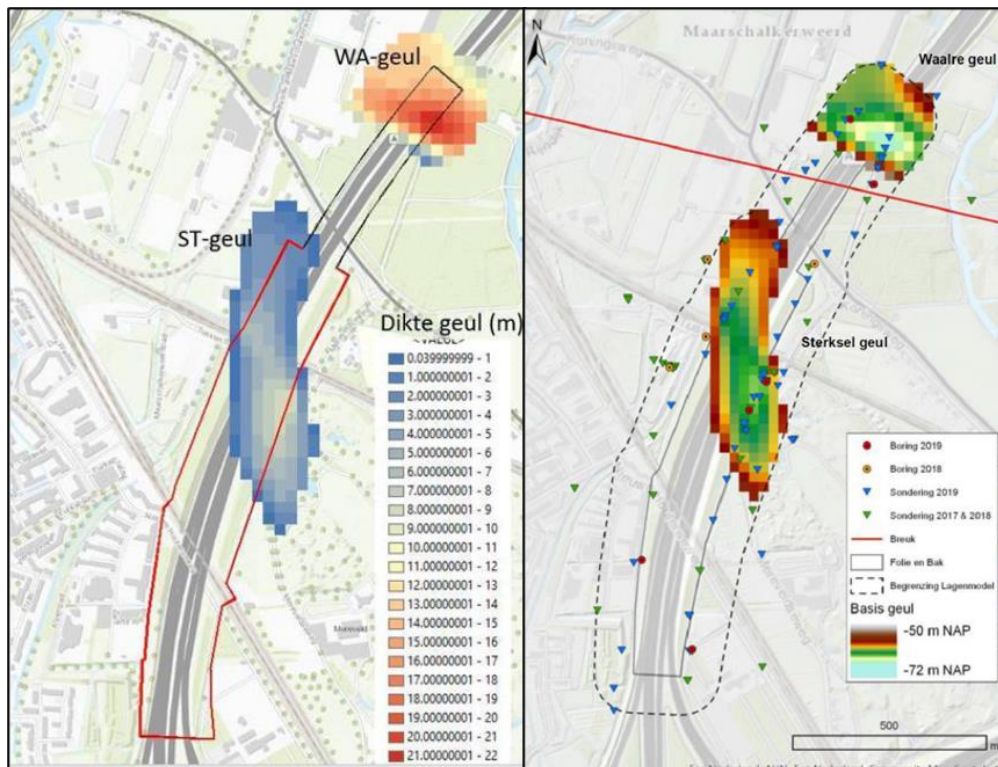 WA-geul
ST-geul
Dikte geul (m)
<VALUE>
0.039999999 - 1
1.000000001 - 2
2.000000001 - 3
3.000000001 - 4
4.000000001 - 5
5.000000001 - 6
6.000000001 - 7
7.000000001 - 8
8.000000001 - 9
9.000000001 - 10
10.00000001 - 11
11.00000001 - 12
12.00000001 - 13
13.00000001 - 14
14.00000001 - 15
15.00000001 - 16
16.00000001 - 17
17.00000001 - 18
18.00000001 - 19
19.00000001 - 20
20.00000001 - 21
21.00000001 - 22
N
Maarschalkerweerd
Koningsweg
Waalre geul
A
Sterksel geul
Boring 2019
Boring 2018
Sondering 2019
Sondering 2017 & 2018
Breuk
Folie en Bak
Begrenzing Lagenmodel
Basis geul
-50 m NAP
-72 m NAP
500
m